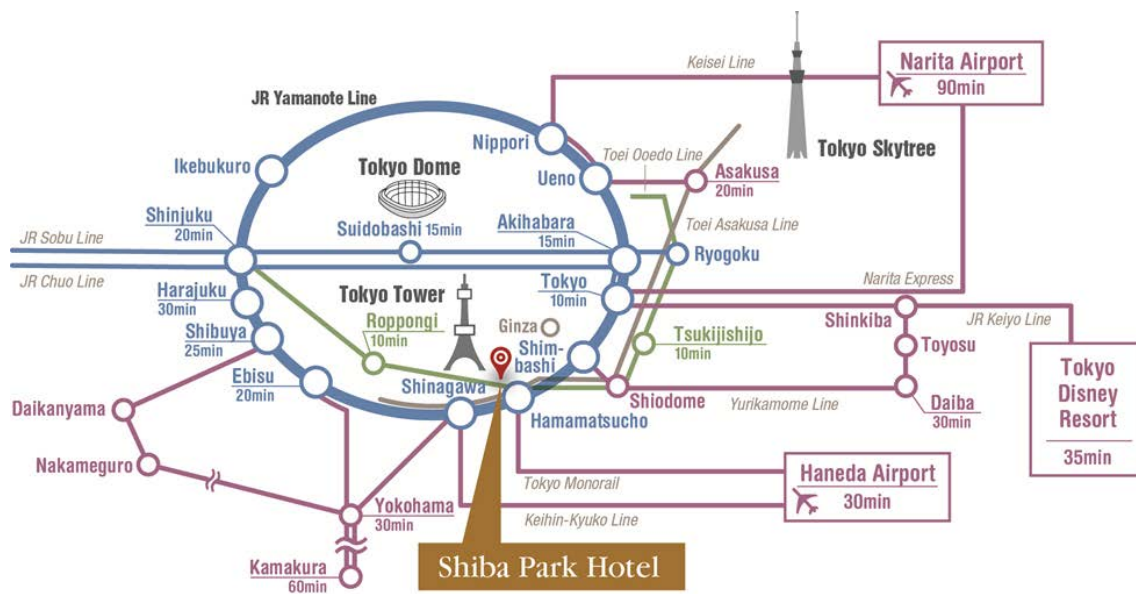 Keisei Line
Narita Airport
90min
JR Yamanote Line
Nippori
Tokyo Skytree
Toei Ooedo Line
Ikebukuro
Tokyo Dome
Ueno
Asakusa
20min
Shinjuku
20min
Suidobashi 15min
Akihabara
15min
Toei Asakusa Line
JR Sobu Line
Ryogoku
JR Chuo Line
Harajuku
30min
Tokyo Tower
Tokyo
10min
Narita Express
Roppongi
10min
Ginza
Shinkiba
JR Keiyo Line
Shibuya
25min
Shim-
bashi
Tsukijishijo
10min
Toyosu
Tokyo
Disney
Resort
35min
Ebisu
20min
Shinagawa
Shiodome
Daikanyama
Hamamatsucho
Yurikamome Line
Daiba
30min
Nakameguro
Tokyo Monorail
Haneda Airport
30min
Yokohama
30min
Keihin-Kyuko Line
Kamakura
60min
Shiba Park Hotel